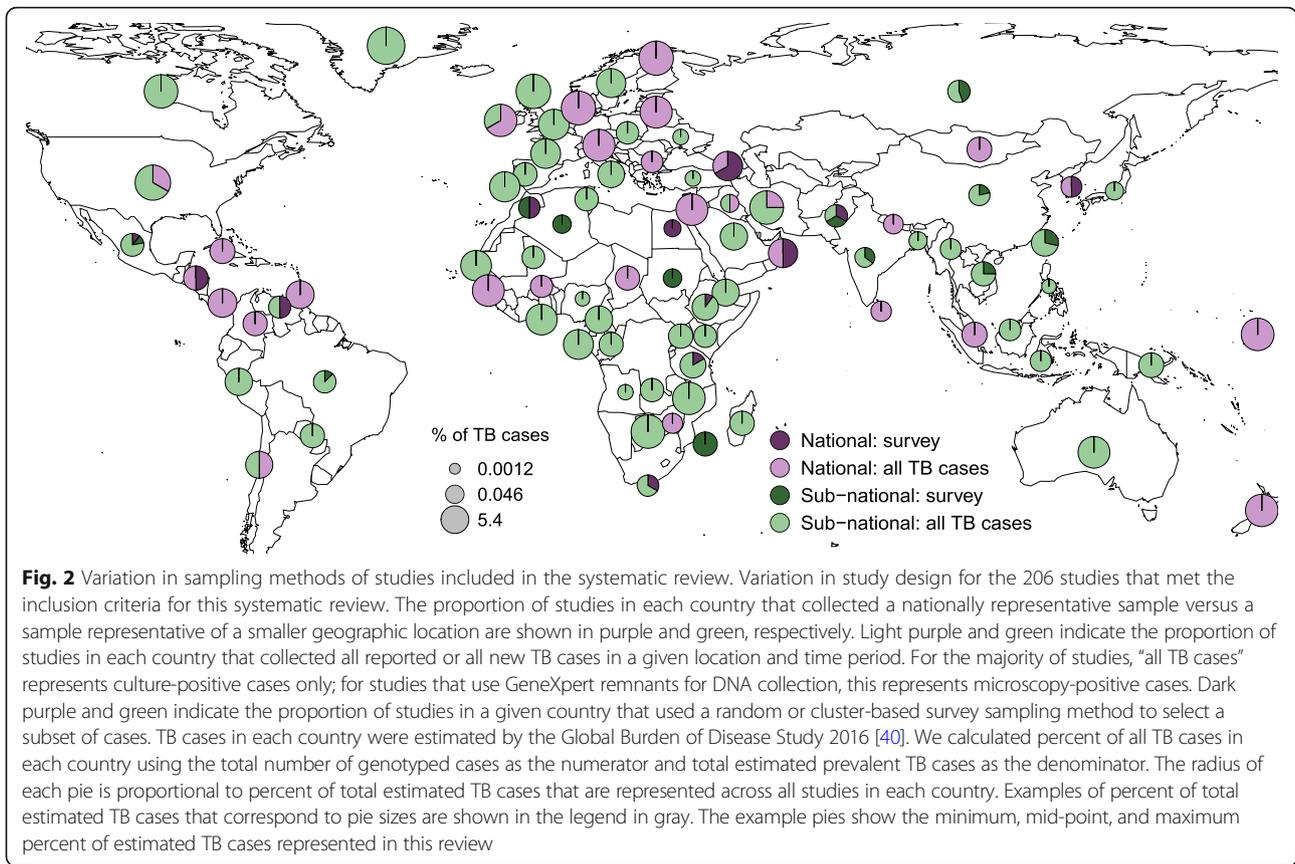 % of TB cases
0.0012
0.046
5.4
National: survey
National: all TB cases
Sub−national: survey
Sub−national: all TB cases
Fig. 2 Variation in sampling methods of studies included in the systematic review. Variation in study design for the 206 studies that met the
inclusion criteria for this systematic review. The proportion of studies in each country that collected a nationally representative sample versus a
sample representative of a smaller geographic location are shown in purple and green, respectively. Light purple and green indicate the proportion of
studies in each country that collected all reported or all new TB cases in a given location and time period. For the majority of studies, “all TB cases”
represents culture-positive cases only; for studies that use GeneXpert remnants for DNA collection, this represents microscopy-positive cases. Dark
purple and green indicate the proportion of studies in a given country that used a random or cluster-based survey sampling method to select a
subset of cases. TB cases in each country were estimated by the Global Burden of Disease Study 2016 [40]. We calculated percent of all TB cases in
each country using the total number of genotyped cases as the numerator and total estimated prevalent TB cases as the denominator. The radius of
each pie is proportional to percent of total estimated TB cases that are represented across all studies in each country. Examples of percent of total
estimated TB cases that correspond to pie sizes are shown in the legend in gray. The example pies show the minimum, mid-point, and maximum
percent of estimated TB cases represented in this review